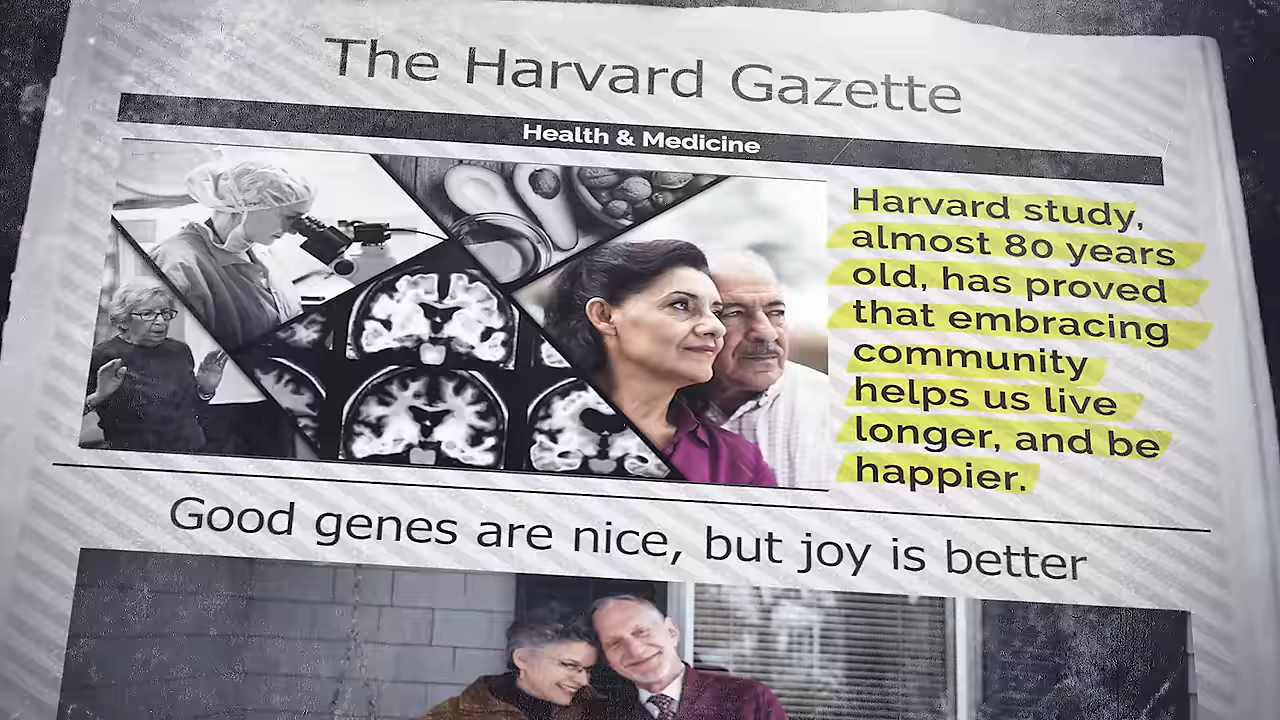 The Harvard Gazette
Health & Medicine
Harvard study,
almost 80 years
old, has proved
that embracing
community
helps us live
longer, and be
happier.
Good genes are nice, but joy is better